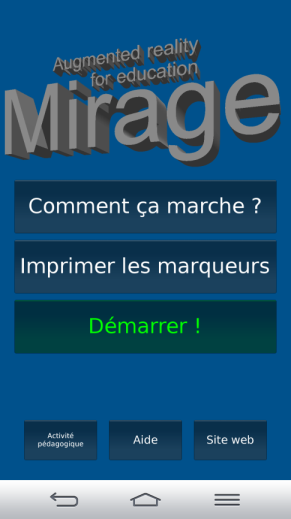 Augmented reality
for education
Mirage
Comment ça marche ?
Imprimer les marqueurs
Démarrer !
Activité
pédagogique
Aide
Site web